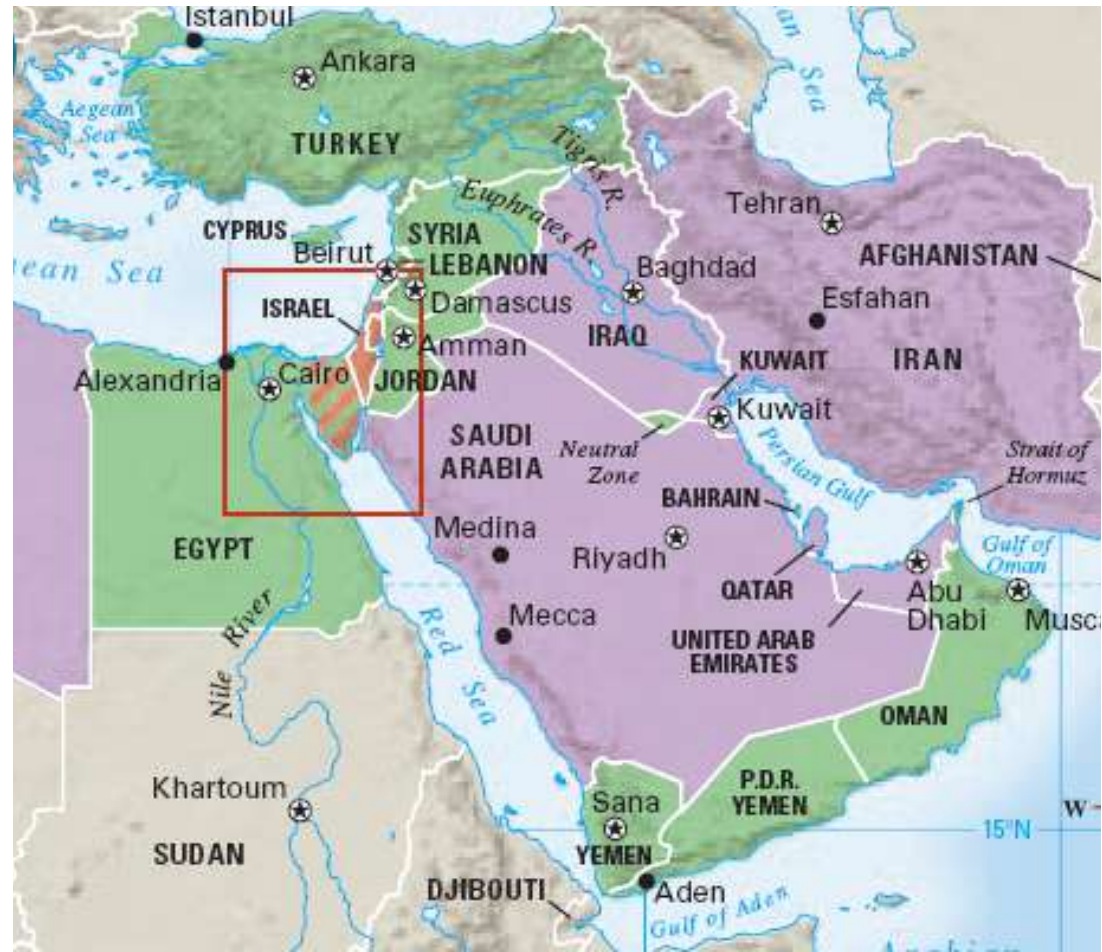 Istanbul
Ankara
Aegean
Sea
TURKEY
Sea
Tigris R.
Euphrates R.
Tehran
CYPRUS
SYRIA
Beirut
LEBANON
Baghdad
AFGHANISTAN
ean Sea
ISRAEL
Damascus
Esfahan
IRAQ
Amman
IRAN
KUWAIT
Alexandria
Cairo
JORDAN
Kuwait
SAUDI
ARABIA
Neutral
Zone
Persian Gulf
Strait of
Hormuz
BAHRAIN
Medina
Riyadh
EGYPT
QATAR
Gulf of
Oman
Abu
Dhabi
Musca
Mecca
UNITED ARAB
EMIRATES
Nile River
Red Sea
OMAN
P.D.R.
YEMEN
Khartoum
Sana
W
15°N
SUDAN
YEMEN
DJIBOUTI
Aden
Gulf of Aden